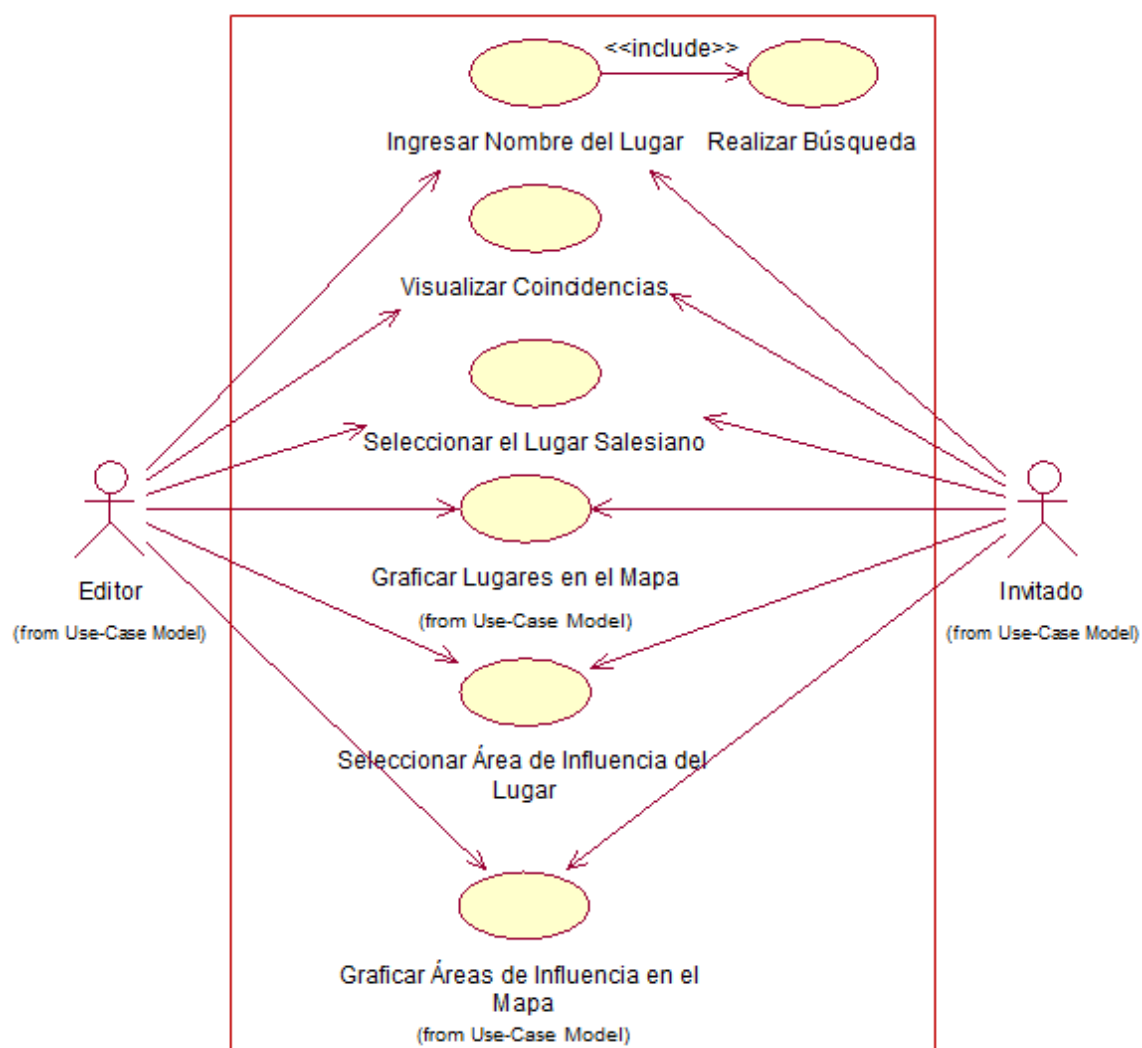 <<include>>
Ingresar Nombre del Lugar
Realizar Búsqueda
Visualizar Coincidencias
Seleccionar el Lugar Salesiano
Graficar Lugares en el Mapa
(from Use-Case Model)
Editor
(from Use-Case Model)
Invitado
(from Use-Case Model)
Seleccionar Área de Influencia del
Lugar
Graficar Áreas de Influencia en el
Mapa
(from Use-Case Model)